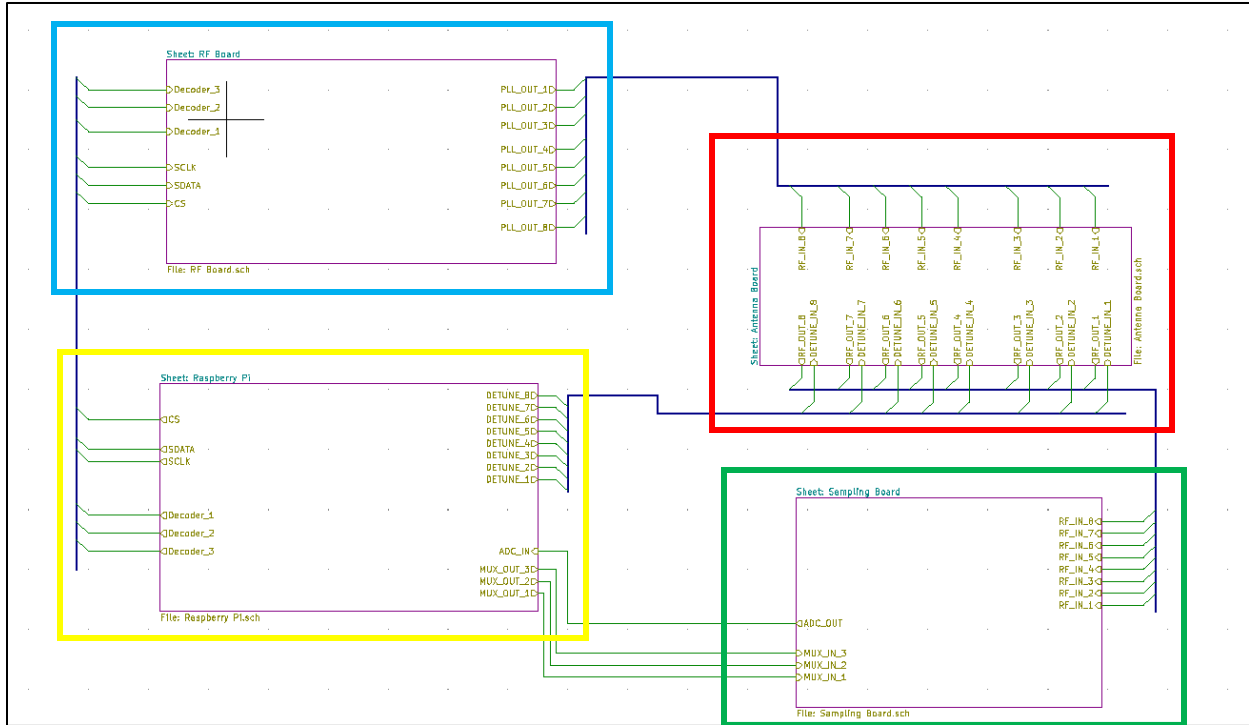 Sheet: RF Board
Decoder_3
Decoder_2
Decoder_1
SCLK
SDATA
CS
PLL_OUT_1
PLL_OUT_2
PLL_OUT_3
PLL_OUT_4
PLL_OUT_5
PLL_OUT_6
PLL_OUT_7
PLL_OUT_8
File: RF Board.sch
Sheet: Antenna Board
RF_IN_8
RF_IN_7
RF_IN_6
RF_IN_5
RF_IN_4
RF_IN_3
RF_IN_2
RF_IN_1
RF_OUT_8
DETUNE_IN_8
RF_OUT_7
DETUNE_IN_7
RF_OUT_6
DETUNE_IN_6
RF_OUT_5
DETUNE_IN_5
RF_OUT_4
DETUNE_IN_4
RF_OUT_3
DETUNE_IN_3
RF_OUT_2
DETUNE_IN_2
RF_OUT_1
DETUNE_IN_1
File: Antenna Board.sch
Sheet: Raspberry Pi
CS
SDATA
SCLK
Decoder_1
Decoder_2
Decoder_3
DETUNE_8
DETUNE_7
DETUNE_6
DETUNE_5
DETUNE_4
DETUNE_3
DETUNE_2
DETUNE_1
ADC_IN
MUX_OUT_3
MUX_OUT_2
MUX_OUT_1
File: Raspberry Pi.sch
Sheet: Sampling Board
RF_IN_8
RF_IN_7
RF_IN_6
RF_IN_5
RF_IN_4
RF_IN_3
RF_IN_2
RF_IN_1
ADC_OUT
MUX_IN_3
MUX_IN_2
MUX_IN_1
File: Sampling Board.sch